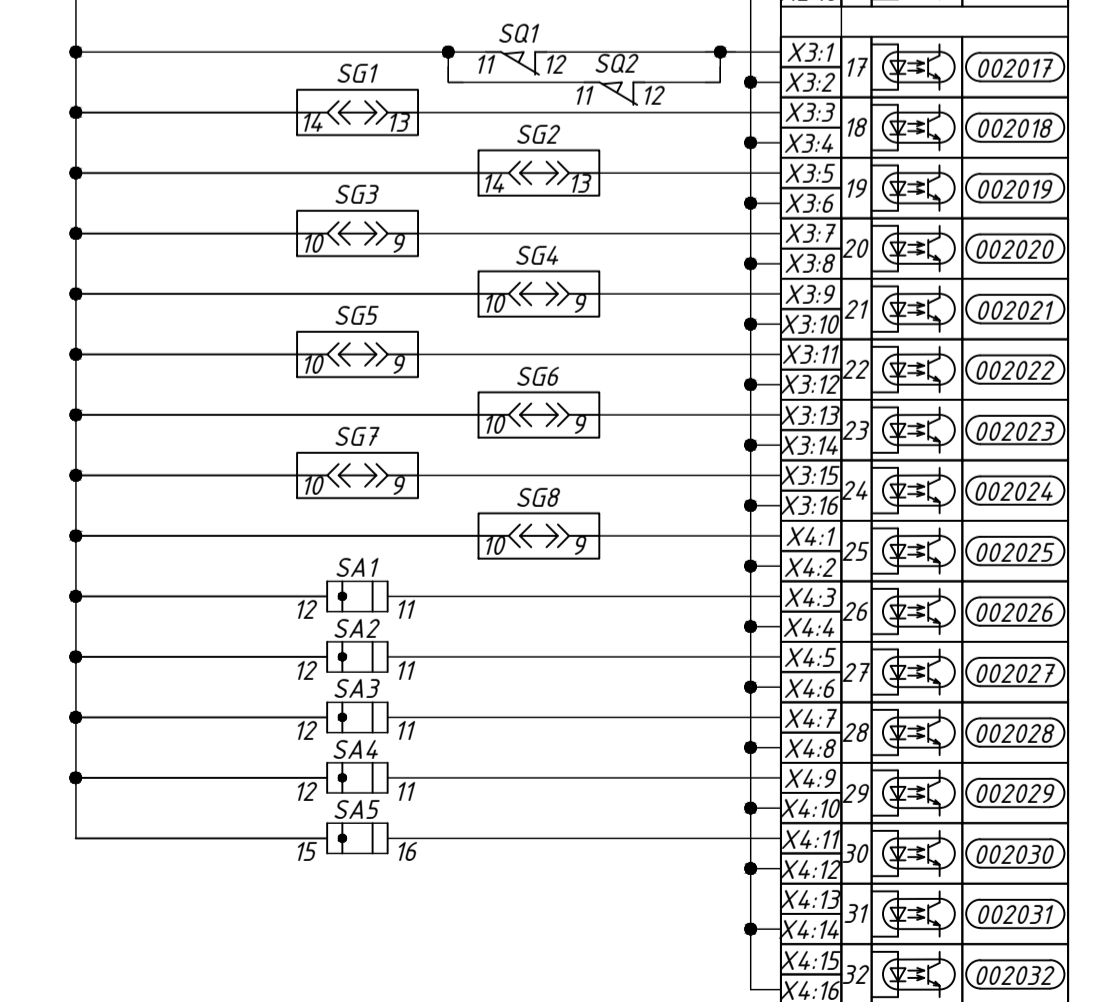 SQ1
11 12
SQ2
11 12
X3:1
X3:2
17
002017
SG1
14 13
X3:3
X3:4
18
002018
SG2
14 13
X3:5
X3:6
19
002019
SG3
10 9
X3:7
X3:8
20
002020
SG4
10 9
X3:9
X3:10
21
002021
SG5
10 9
X3:11
X3:12
22
002022
SG6
10 9
X3:13
X3:14
23
002023
SG7
10 9
X3:15
X3:16
24
002024
SG8
10 9
X4:1
X4:2
25
002025
SA1
12 11
X4:3
X4:4
26
002026
SA2
12 11
X4:5
X4:6
27
002027
SA3
12 11
X4:7
X4:8
28
002028
SA4
12 11
X4:9
X4:10
29
002029
SA5
15 16
X4:11
X4:12
30
002030
X4:13
X4:14
31
002031
X4:15
X4:16
32
002032